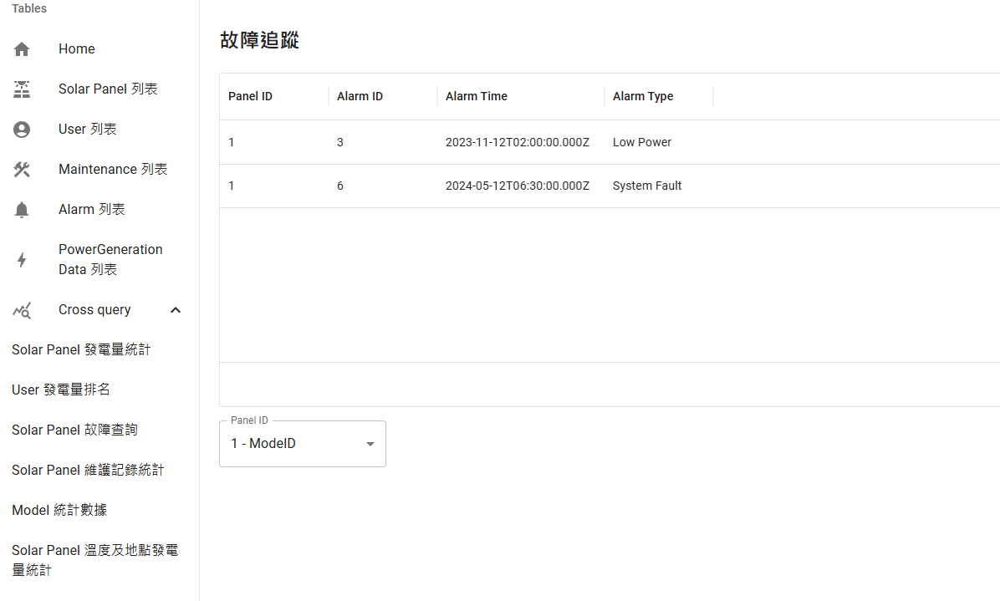 Tables
Home
Solar Panel 列表
User 列表
Maintenance 列表
Alarm 列表
PowerGeneration
Data 列表
Cross query
Solar Panel 發電量統計
User 發電量排名
Solar Panel 故障查詢
Solar Panel 維護記錄統計
Model 統計數據
Solar Panel 溫度及地點發電
量統計
故障追蹤
Panel ID Alarm ID Alarm Time Alarm Type
1 3 2023-11-12T02:00:00.000Z Low Power
1 6 2024-05-12T06:30:00.000Z System Fault
Panel ID
1 - ModelD